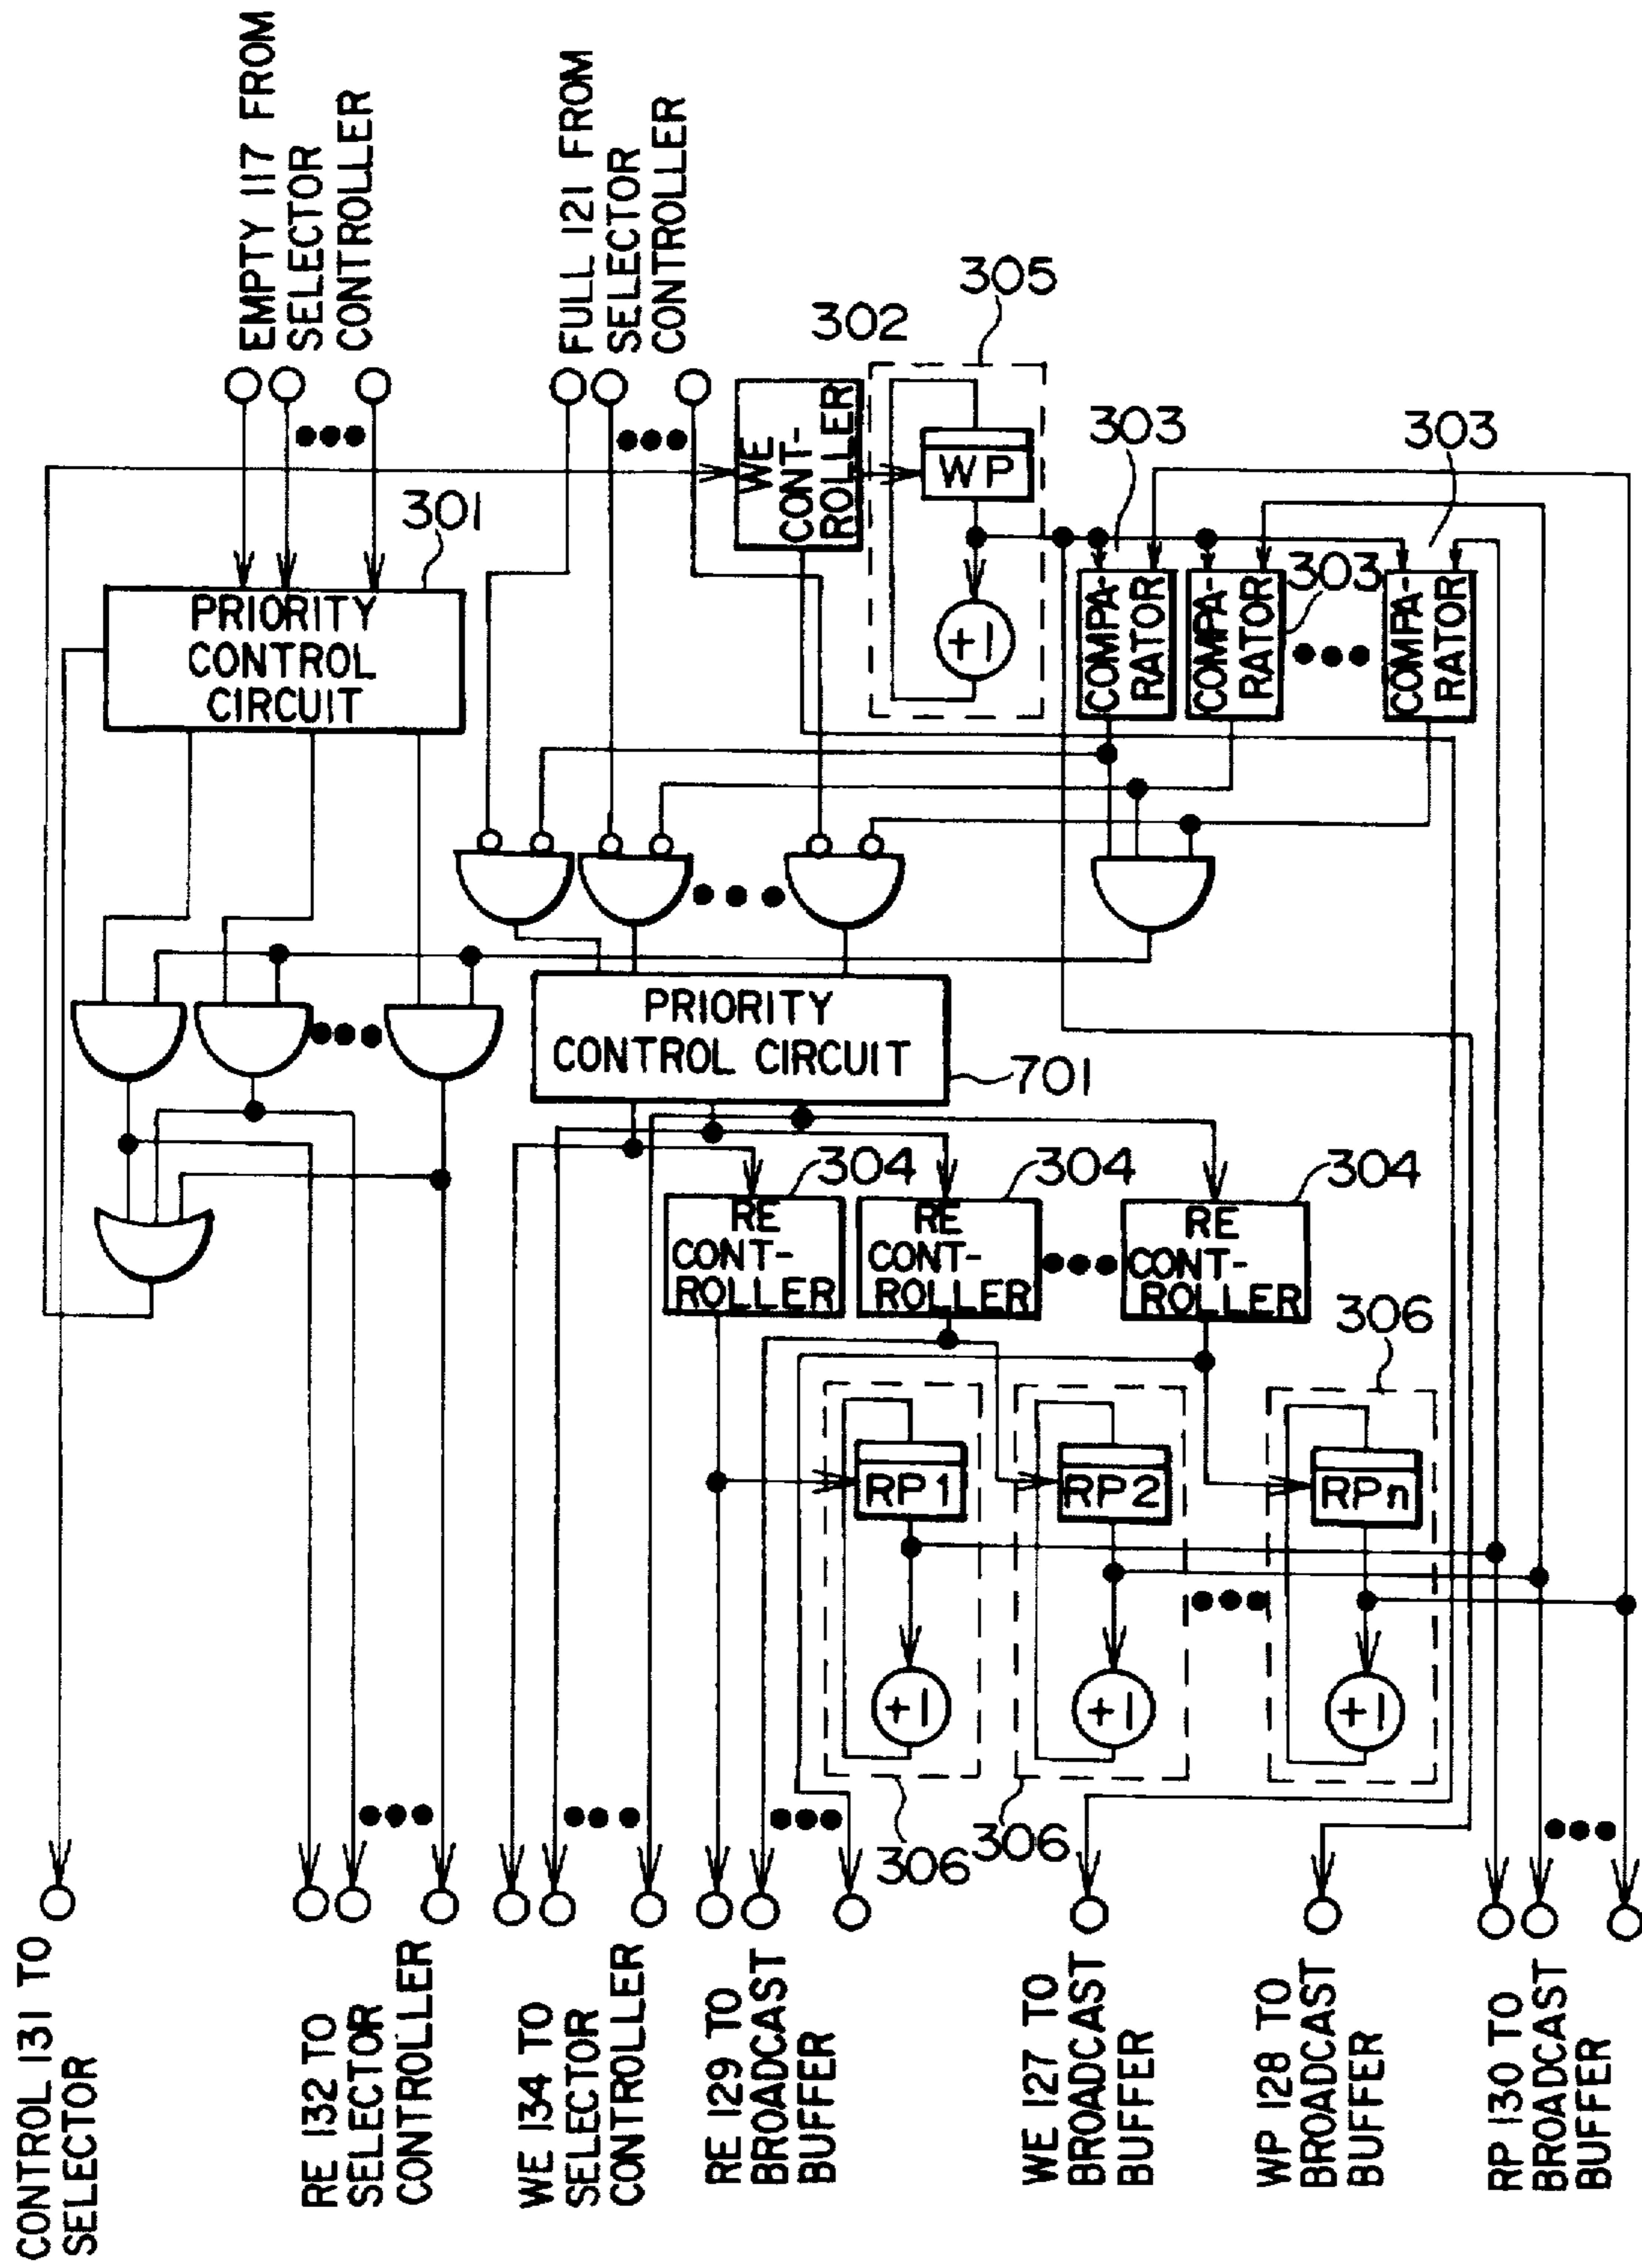 EMPTY 117 FROM
SELECTOR
CONTROLLER
FULL 121 FROM
SELECTOR
CONTROLLER
305
302
WE
CONT-
ROLLER
WP
+1
303
303
303
COMPA-
RATOR
COMPA-
RATOR
COMPA-
RATOR
301
PRIORITY
CONTROL
CIRCUIT
PRIORITY
CONTROL CIRCUIT
701
304
304
304
RE
CONT-
ROLLER
RE
CONT-
ROLLER
RE
CONT-
ROLLER
306
RP1
RP2
RPn
+1
+1
+1
306
306
CONTROL 131 TO
SELECTOR
RE 132 TO
SELECTOR
CONTROLLER
WE 134 TO
SELECTOR
CONTROLLER
RE 129 TO
BROADCAST
BUFFER
WE 127 TO
BROADCAST
BUFFER
WP 128 TO
BROADCAST
BUFFER
RP 130 TO
BROADCAST
BUFFER